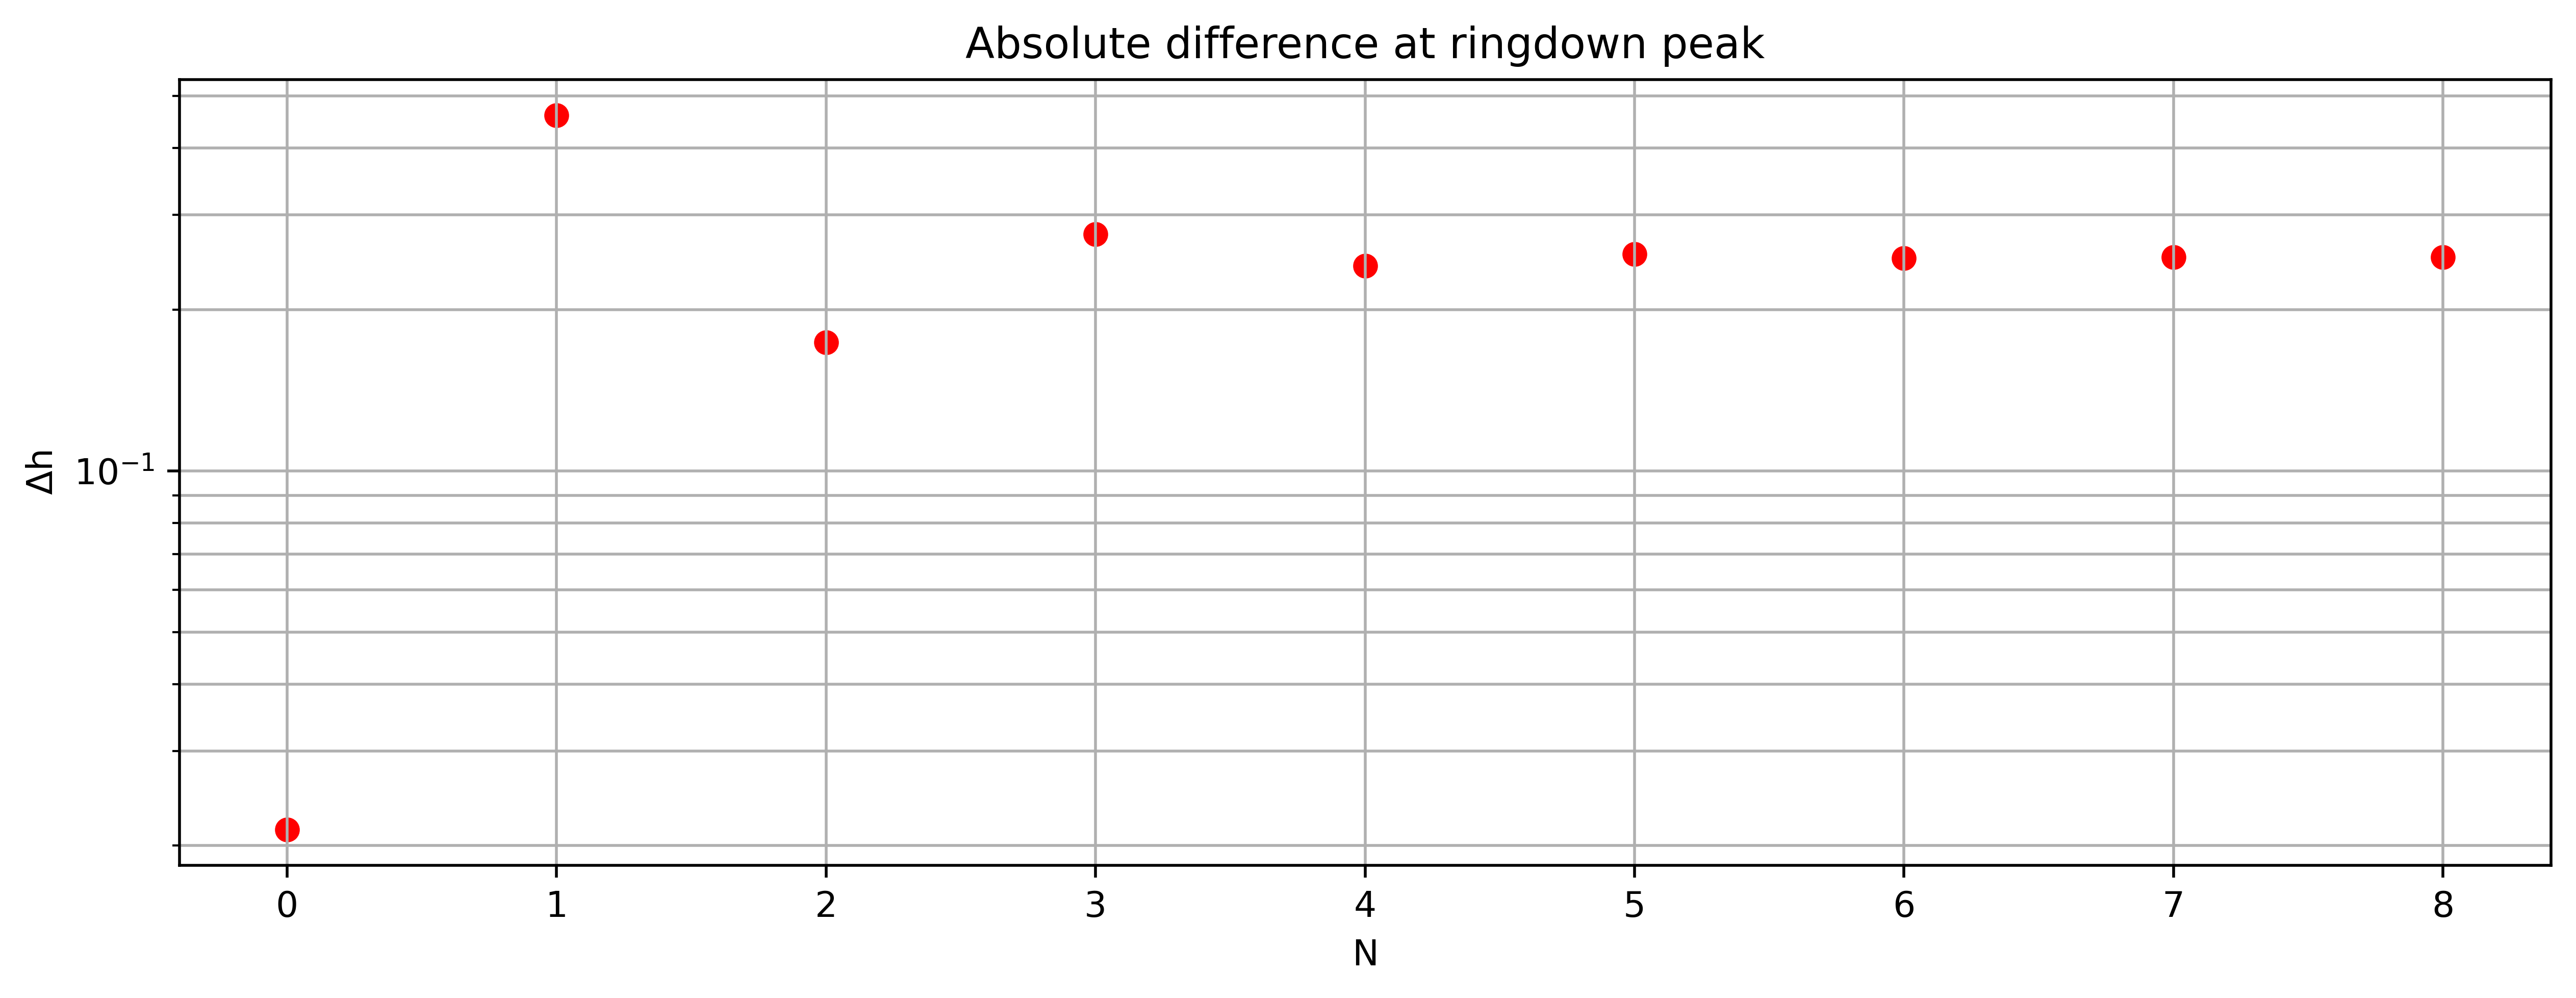 Absolute difference at ringdown peak
Δh
10⁻¹
0 1 2 3 4 5 6 7 8
N